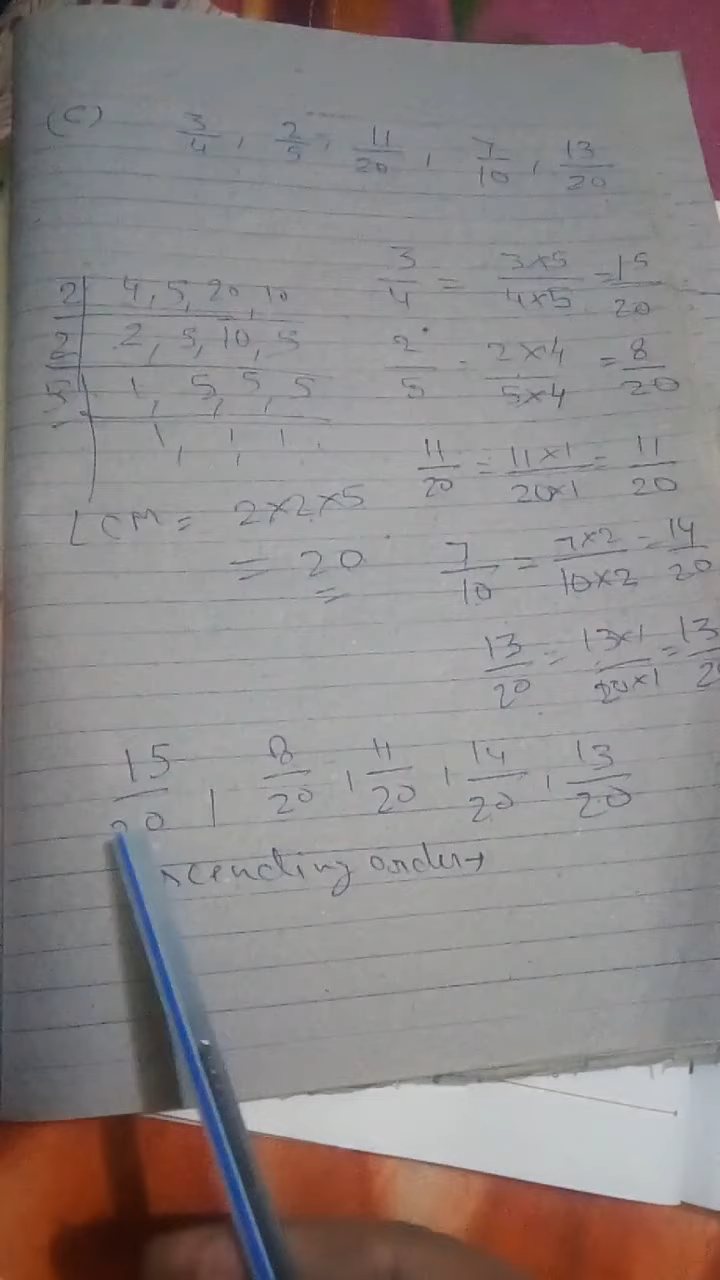 (C) 3/4, 2/5, 11/20, 7/10, 13/20
2 | 4, 5, 20, 10
2 | 2, 5, 10, 5
5 | 1, 5, 5, 5
1, 1, 1
LCM = 2×2×5
= 20
3/4 = 3×5/4×5 = 15/20
2/5 = 2×4/5×4 = 8/20
11/20 = 11×1/20×1 = 11/20
7/10 = 7×2/10×2 = 14/20
13/20 = 13×1/20×1 = 13/2
15/20, 8/20, 11/20, 14/20, 13/20
scending order→